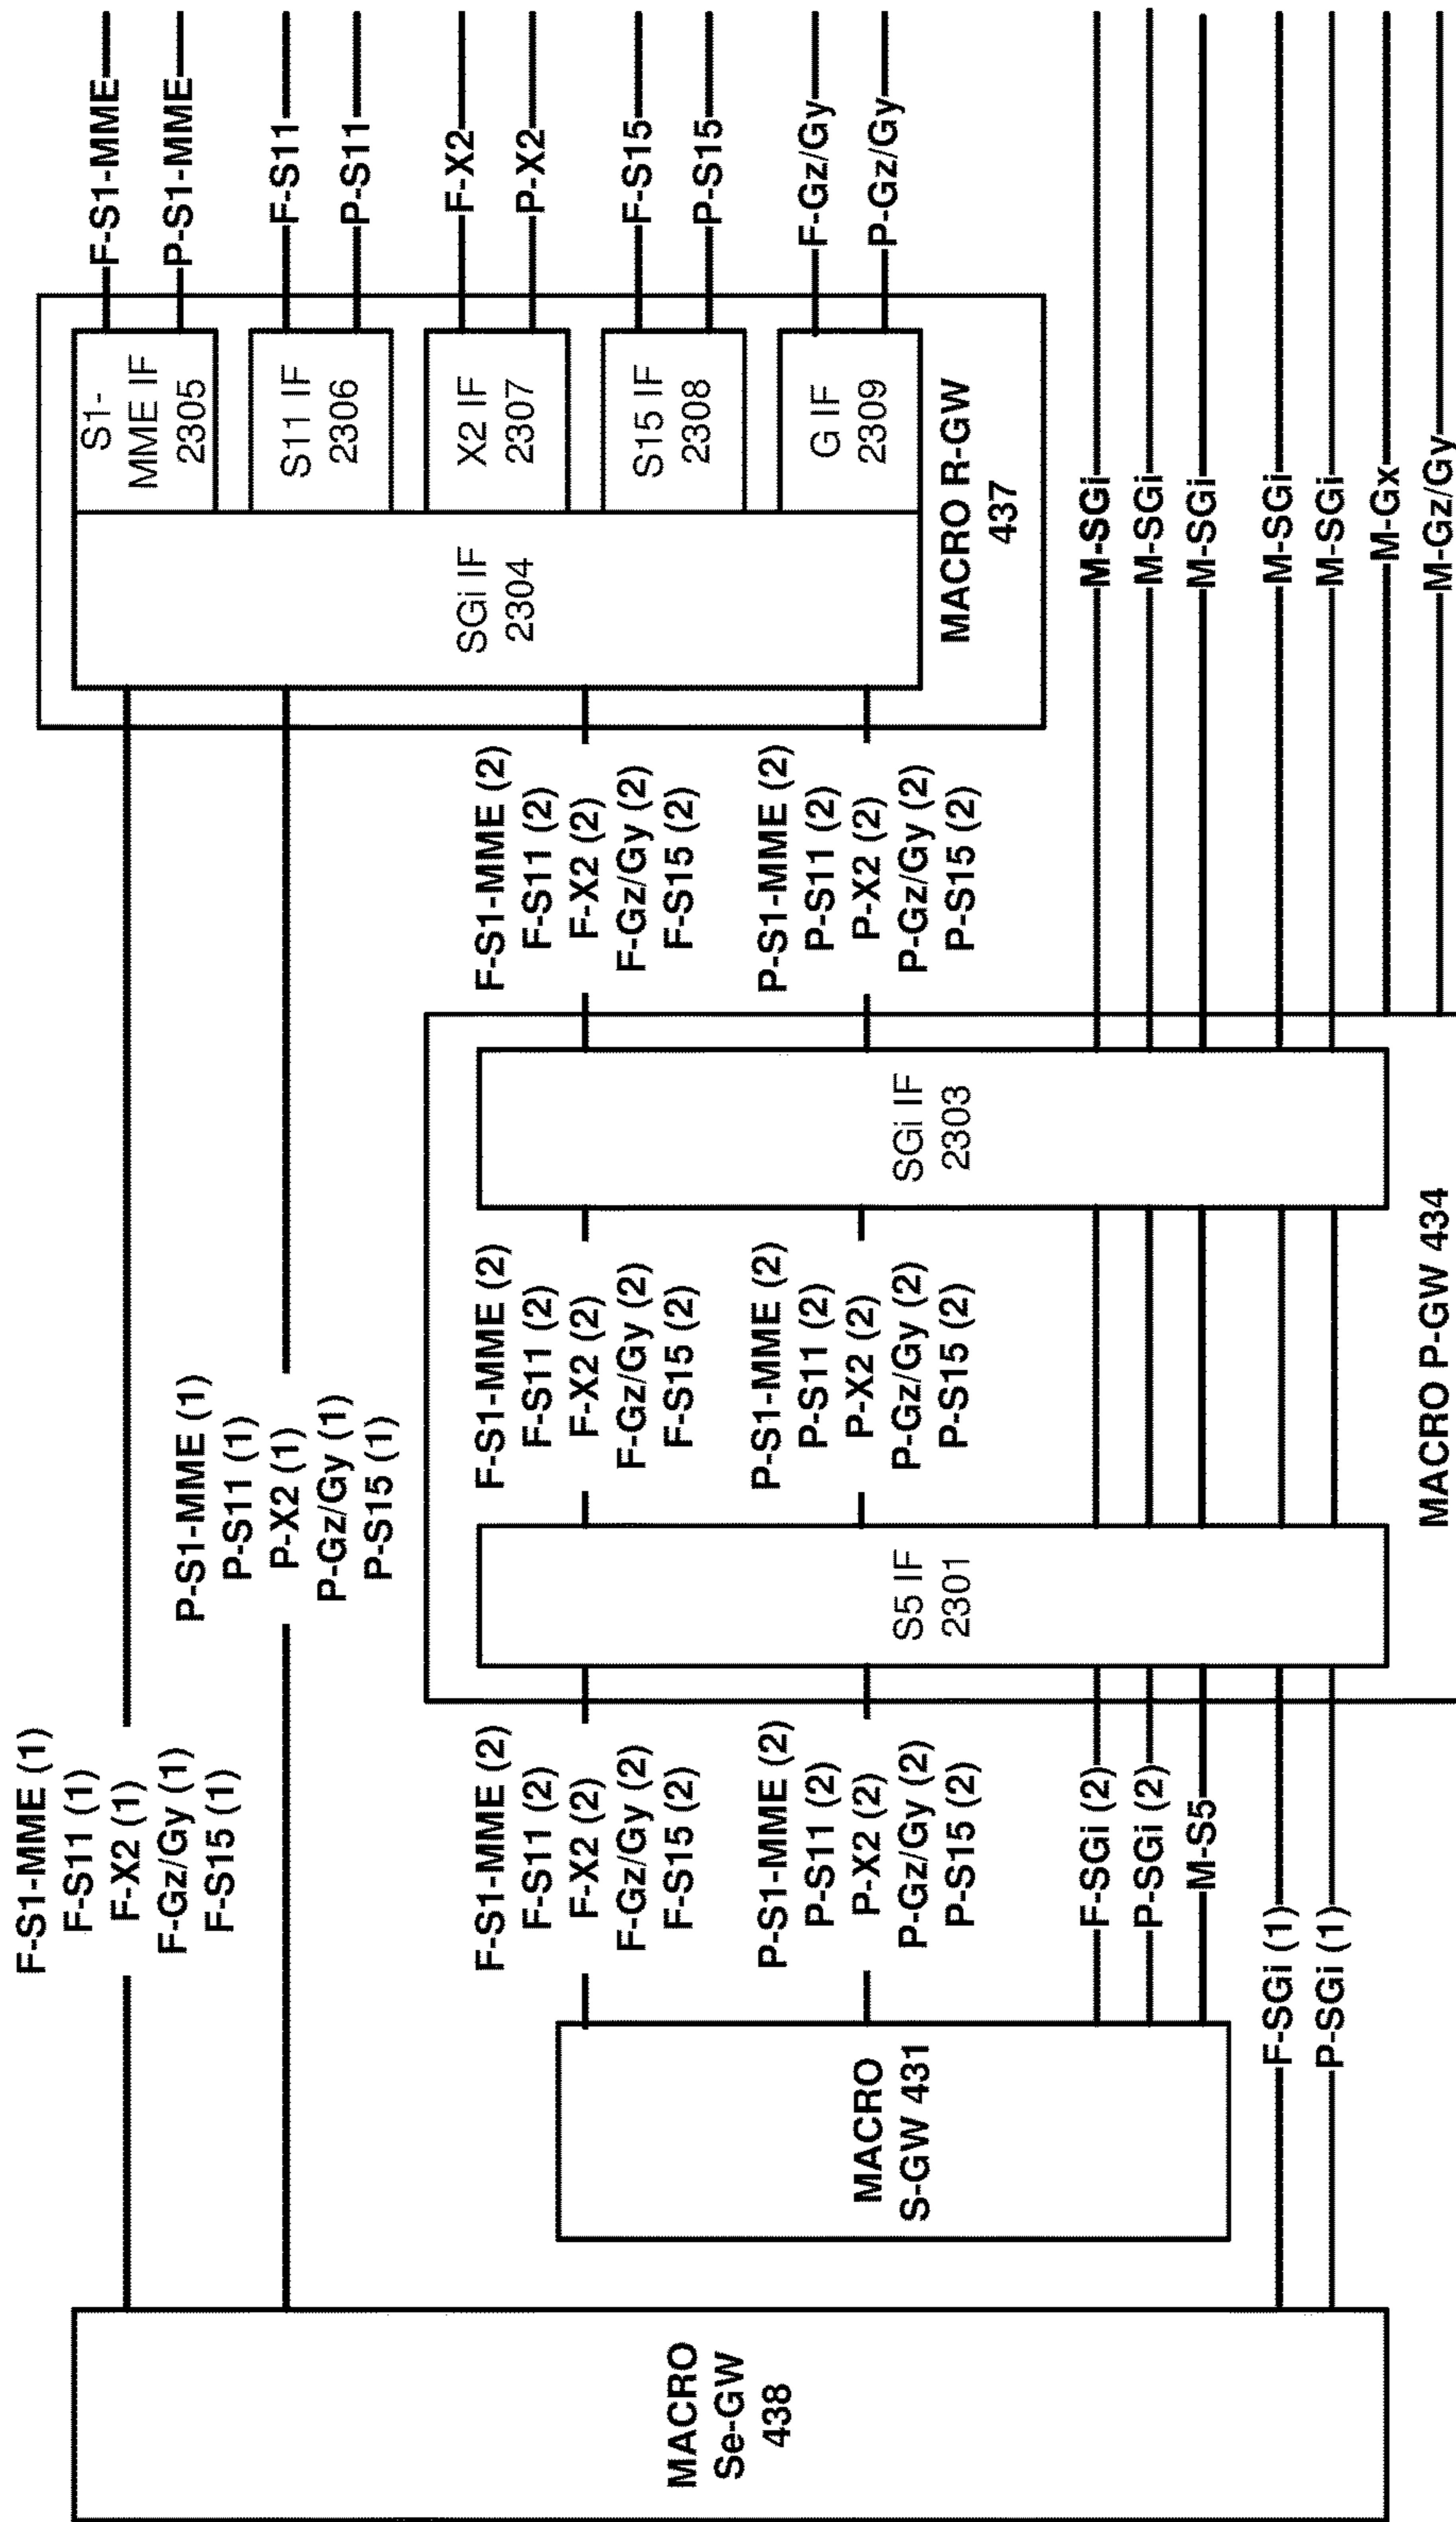 MACRO
Se-GW
438
F-S1-MME (1)
F-S11 (1)
F-X2 (1)
F-Gz/Gy (1)
F-S15 (1)
P-S1-MME (1)
P-S11 (1)
P-X2 (1)
P-Gz/Gy (1)
P-S15 (1)
MACRO
S-GW 431
F-S1-MME (2)
F-S11 (2)
F-X2 (2)
F-Gz/Gy (2)
F-S15 (2)
P-S1-MME (2)
P-S11 (2)
P-X2 (2)
P-Gz/Gy (2)
P-S15 (2)
F-SGi (2)
P-SGi (2)
M-S5
F-SGi (1)
P-SGi (1)
S5 IF
2301
F-S1-MME (2)
F-S11 (2)
F-X2 (2)
F-Gz/Gy (2)
F-S15 (2)
P-S1-MME (2)
P-S11 (2)
P-X2 (2)
P-Gz/Gy (2)
P-S15 (2)
SGi IF
2303
MACRO P-GW 434
F-S1-MME (2)
F-S11 (2)
F-X2 (2)
F-Gz/Gy (2)
F-S15 (2)
P-S1-MME (2)
P-S11 (2)
P-X2 (2)
P-Gz/Gy (2)
P-S15 (2)
SGi IF
2304
S1-
MME IF
2305
S11 IF
2306
X2 IF
2307
S15 IF
2308
G IF
2309
MACRO R-GW
437
F-S1-MME
P-S1-MME
F-S11
P-S11
F-X2
P-X2
F-S15
P-S15
F-Gz/Gy
P-Gz/Gy
M-SGi
M-SGi
M-SGi
M-SGi
M-SGi
M-Gx
M-Gz/Gy